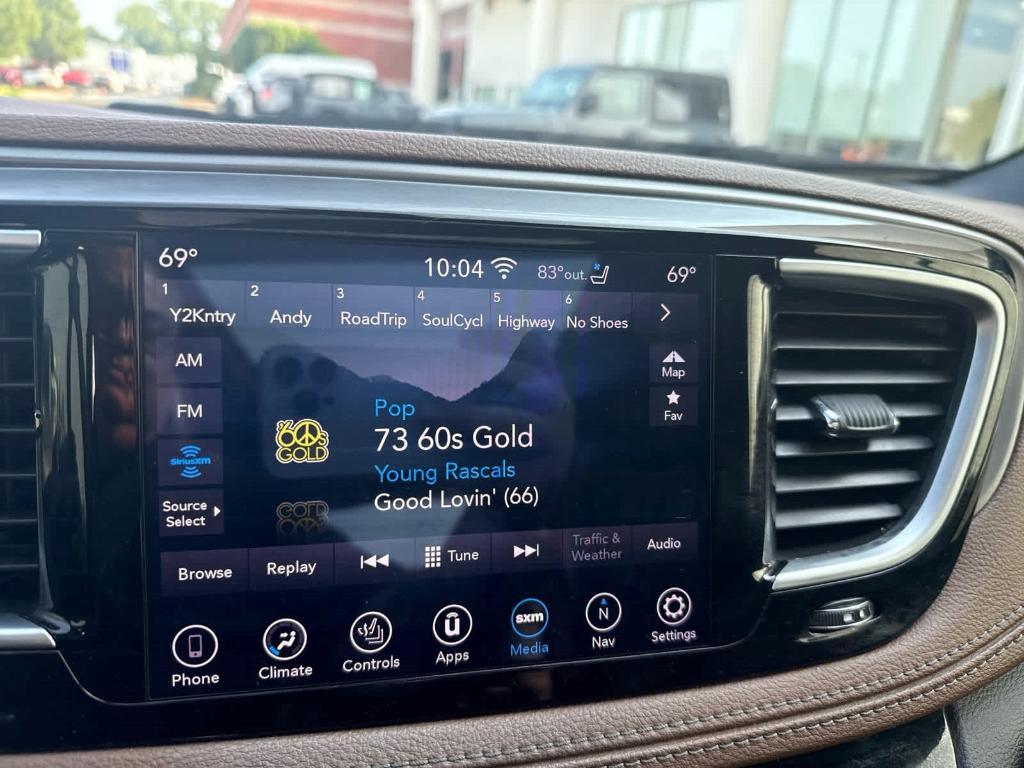 69° 10:04 83°out. 69°
1 2 3 4 5 6
Y2Kntry Andy RoadTrip SoulCycl Highway No Shoes
AM
Map
FM
Fav
SiriusXM
Source
Select
60s
GOLD
Pop
73 60s Gold
Young Rascals
Good Lovin' (66)
Browse Replay Tune Traffic &
Weather Audio
sxm N
Phone Climate Controls Apps Media Nav Settings